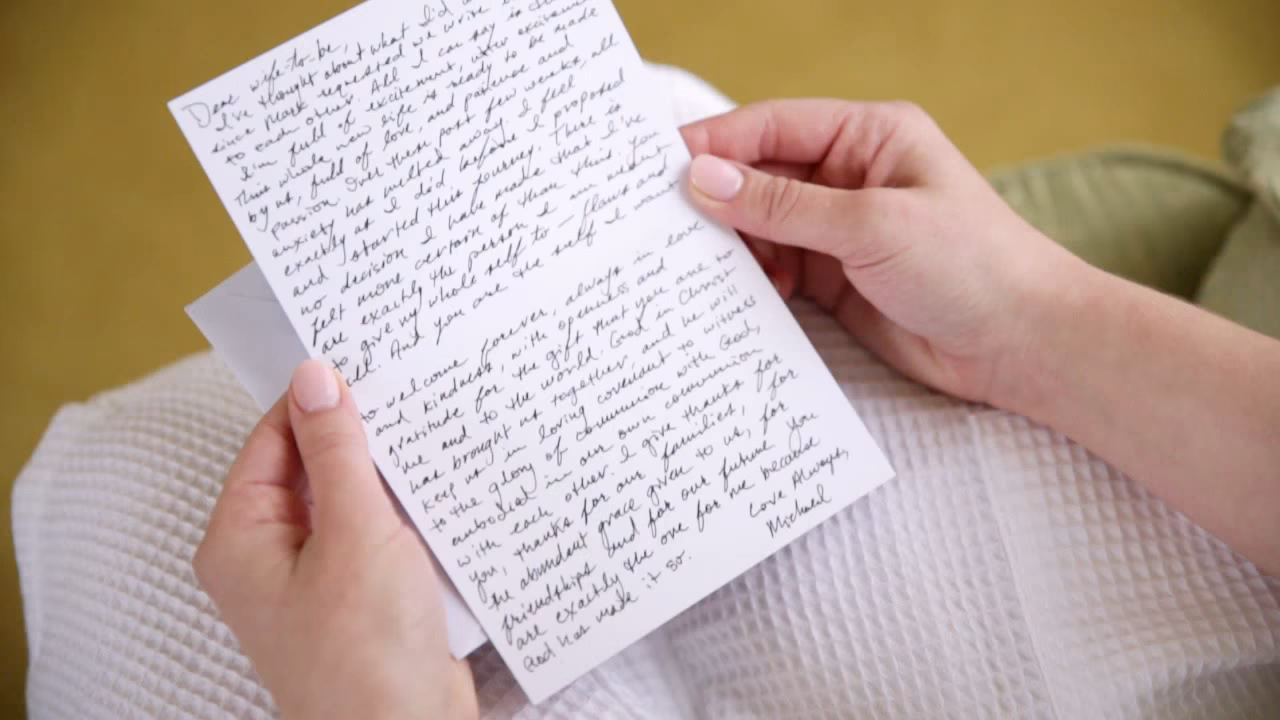 Dear wife-to-be,
I've thought about what I'd
since Mark requested we write
to each other. All I can say is
I'm full of excitement,
This whole new life is ready to be made
by us, full of love, and patience and
passion. Over these past few weeks, all
anxiety has melted away. I feel
exactly as I did before I proposed
and started this journey. There is
no decision I have made that I've
felt more certain of than this. You
are exactly the person I am meant
to give my whole self to — flaws and
all. And you are the self I want
to welcome forever, always in love
and kindness, with openness and
gratitude for the gift that you are to
me and to the world. God in Christ
has brought us together, and he will
keep us in loving covenant to witness
to the glory of communion with God,
embodied in our own communion
with each other. I give thanks for
you, thanks for our families, for
the abundant grace given to us, for
friendships and for our future. You
are exactly the one for me because
God has made it so.
Love Always,
Michael